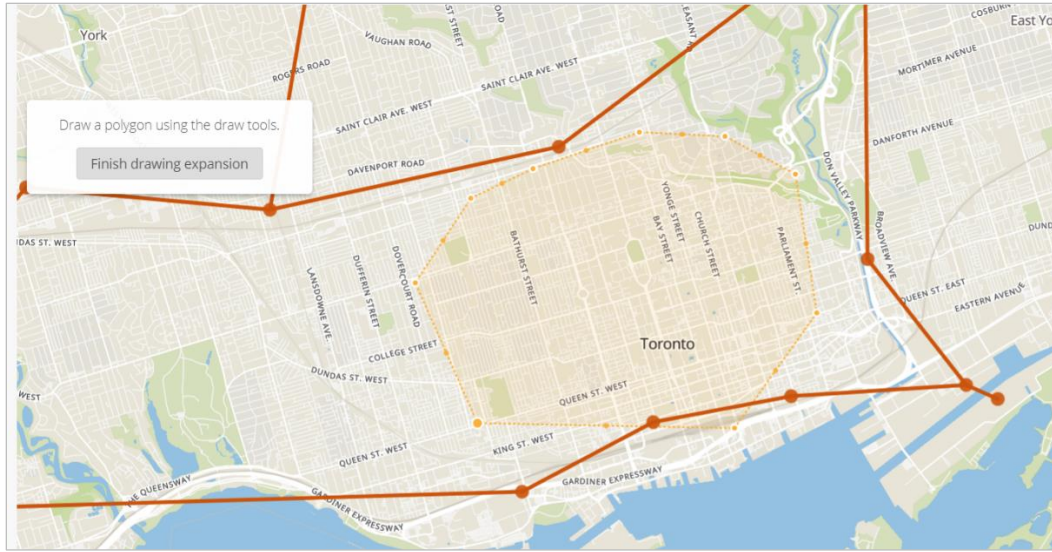 COSBURN
East Yo
York
VAUGHAN ROAD
MORTIMER AVENUE
ROGERS ROAD
SAINT CLAIR AVE. WEST
SAINT CLAIR AVE. WEST
Draw a polygon using the draw tools.
DANFORTH AVENUE
Finish drawing expansion
DAVENPORT ROAD
DON VALLEY PARKWAY
YONGE STREET
BAY STREET
CHURCH STREET
PARLIAMENT ST.
BROADVIEW AVE.
DUND
DAS ST. WEST
BATHURST STREET
DOVERCOURT ROAD
DUFFERIN STREET
LANSDOWNE AVE.
QUEEN ST. EAST
EASTERN AVENUE
COLLEGE STREET
Toronto
DUNDAS ST. WEST
QUEEN ST. WEST
WEST
KING ST. WEST
QUEEN ST. WEST
THE QUEENSWAY
GARDINER EXPRESSWAY
GARDINER EXPRESSWAY